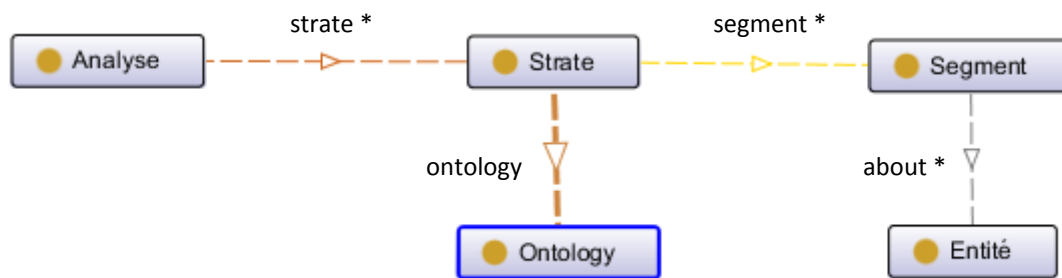 strate *
segment *
Analyse
Strate
Segment
ontology
about *
Ontology
Entité